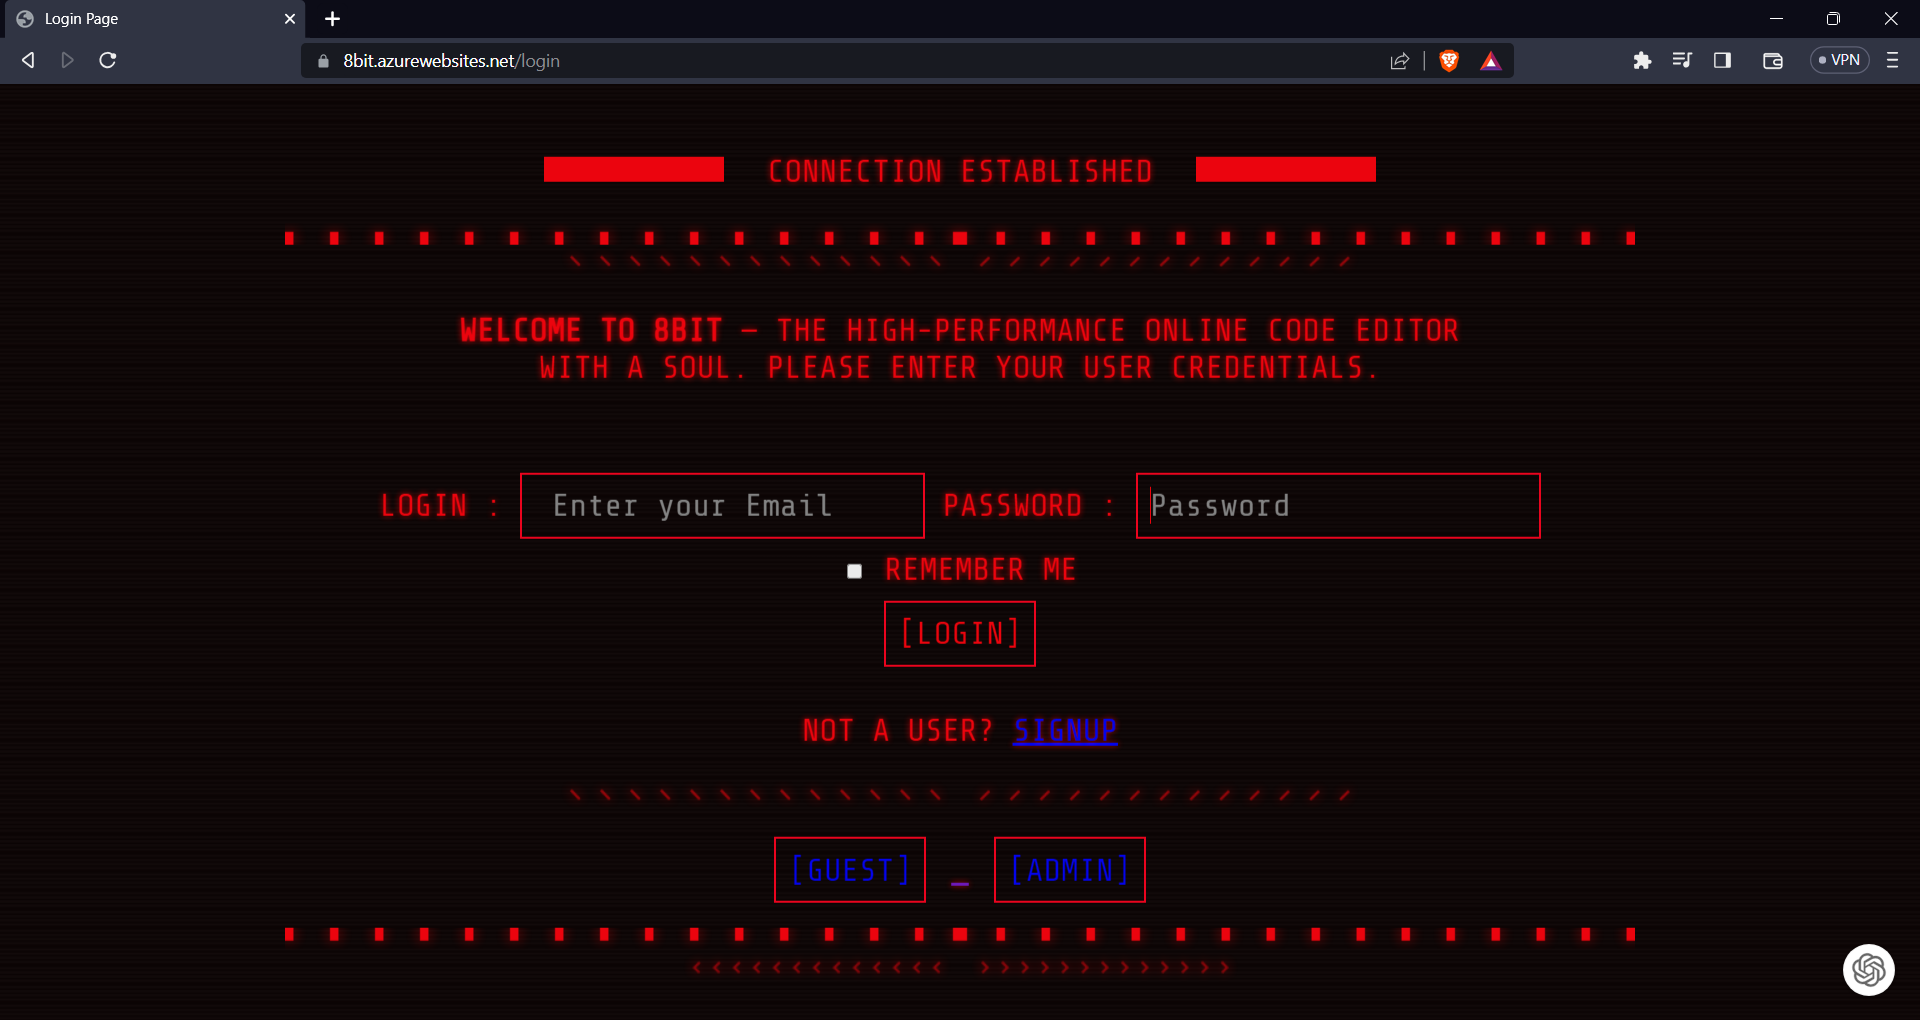 Login Page
8bit.azurewebsites.net/login
VPN
CONNECTION ESTABLISHED
WELCOME TO 8BIT — THE HIGH-PERFORMANCE ONLINE CODE EDITOR
WITH A SOUL. PLEASE ENTER YOUR USER CREDENTIALS.
LOGIN : Enter your Email PASSWORD : Password
REMEMBER ME
[LOGIN]
NOT A USER? SIGNUP
[GUEST] _ [ADMIN]